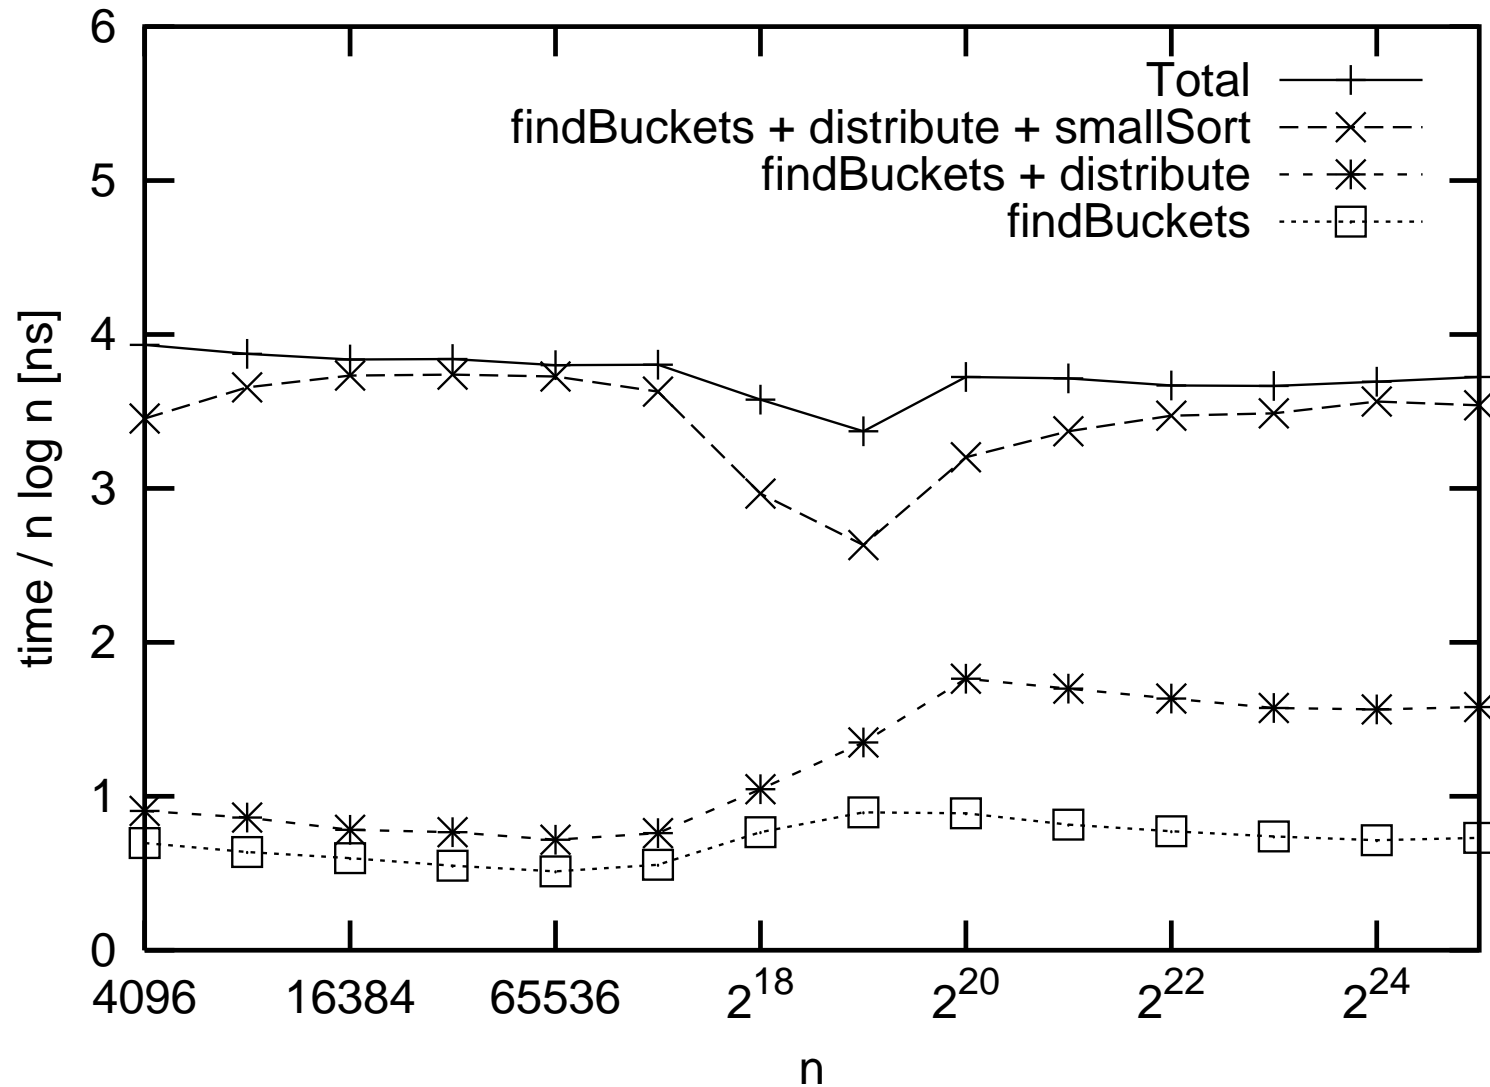 6
5
4
3
2
1
0
time / n log n [ns]
Total
findBuckets + distribute + smallSort
findBuckets + distribute
findBuckets
4096 16384 65536 2^18 2^20 2^22 2^24
n